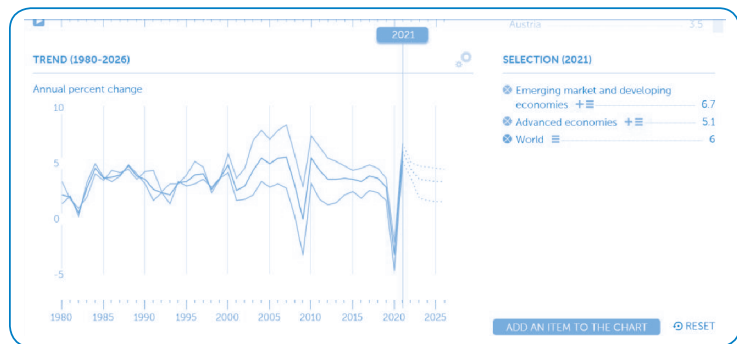 Austria 3.5
2021
TREND (1980-2026)
SELECTION (2021)
Annual percent change
Emerging market and developing
economies +≡ 6.7
Advanced economies +≡ 5.1
World ≡ 6
10
5
0
-5
1980 1985 1990 1995 2000 2005 2010 2015 2020 2025
ADD AN ITEM TO THE CHART
RESET